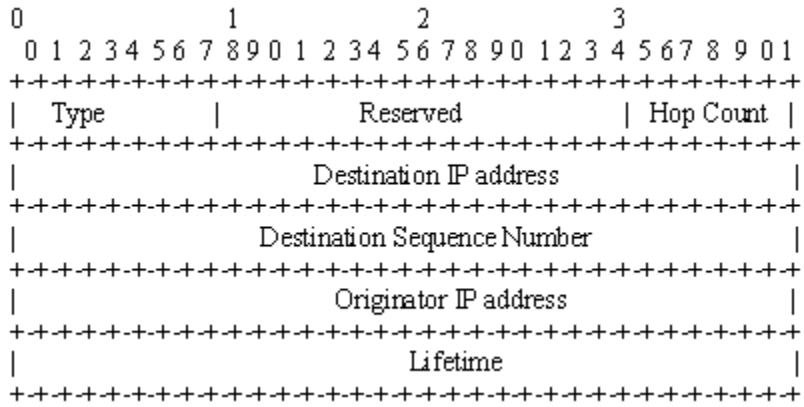 0 1 2 3
0 1 2 3 4 5 6 7 8 9 0 1 2 3 4 5 6 7 8 9 0 1 2 3 4 5 6 7 8 9 0 1
+-+-+-+-+-+-+-+-+-+-+-+-+-+-+-+-+-+-+-+-+-+-+-+-+-+-+-+-+
| Type | Reserved | Hop Count |
+-+-+-+-+-+-+-+-+-+-+-+-+-+-+-+-+-+-+-+-+-+-+-+-+-+-+-+-+
| Destination IP address |
+-+-+-+-+-+-+-+-+-+-+-+-+-+-+-+-+-+-+-+-+-+-+-+-+-+-+-+-+
| Destination Sequence Number |
+-+-+-+-+-+-+-+-+-+-+-+-+-+-+-+-+-+-+-+-+-+-+-+-+-+-+-+-+
| Originator IP address |
+-+-+-+-+-+-+-+-+-+-+-+-+-+-+-+-+-+-+-+-+-+-+-+-+-+-+-+-+
| Lifetime |
+-+-+-+-+-+-+-+-+-+-+-+-+-+-+-+-+-+-+-+-+-+-+-+-+-+-+-+-+